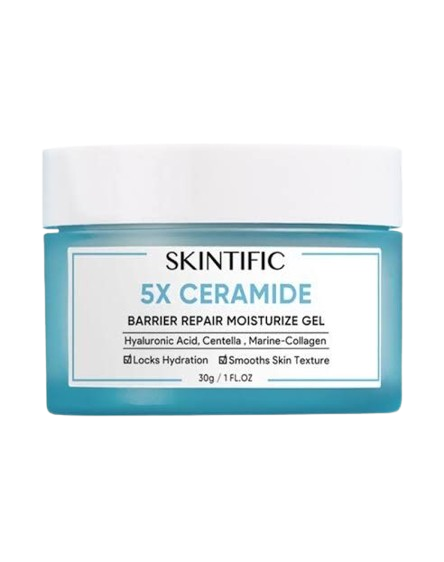 SKINTIFIC
5X CERAMIDE
BARRIER REPAIR MOISTURIZE GEL
Hyaluronic Acid, Centella , Marine-Collagen
☑Locks Hydration ☑Smooths Skin Texture
30g / 1 FL.OZ